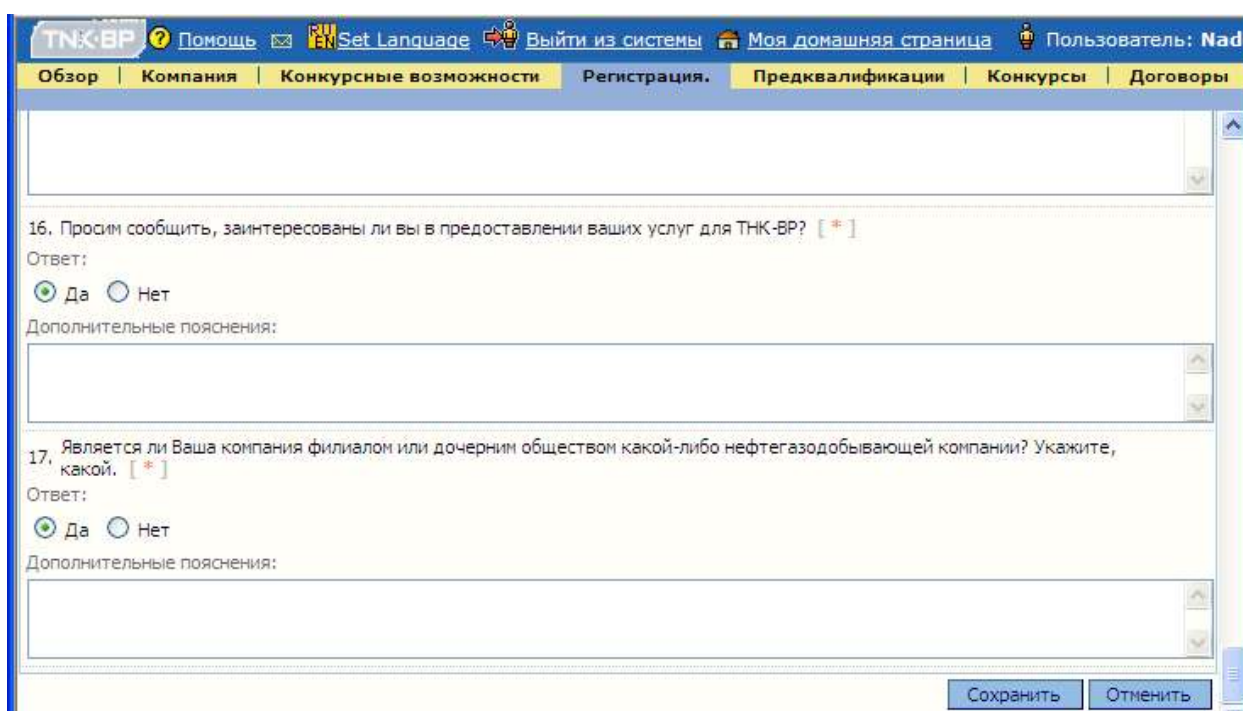 TNK·BP Помощь Set Language Выйти из системы Моя домашняя страница Пользователь: Nad
Обзор | Компания | Конкурсные возможности Регистрация. Предквалификации | Конкурсы | Договоры
16. Просим сообщить, заинтересованы ли вы в предоставлении ваших услуг для ТНК-ВР? [ * ]
Ответ:
Да Нет
Дополнительные пояснения:
17. Является ли Ваша компания филиалом или дочерним обществом какой-либо нефтегазодобывающей компании? Укажите,
какой. [ * ]
Ответ:
Да Нет
Дополнительные пояснения:
Сохранить Отменить